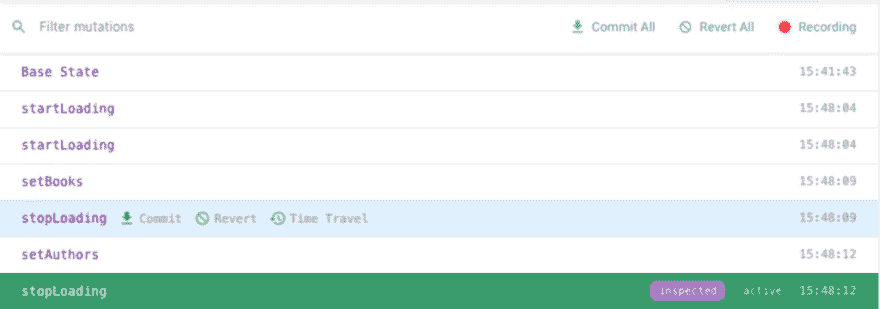 Filter mutations Commit All Revert All Recording
Base State 15:41:43
startLoading 15:48:04
startLoading 15:48:04
setBooks 15:48:09
stopLoading Commit Revert Time Travel 15:48:09
setAuthors 15:48:12
stopLoading inspected active 15:48:12